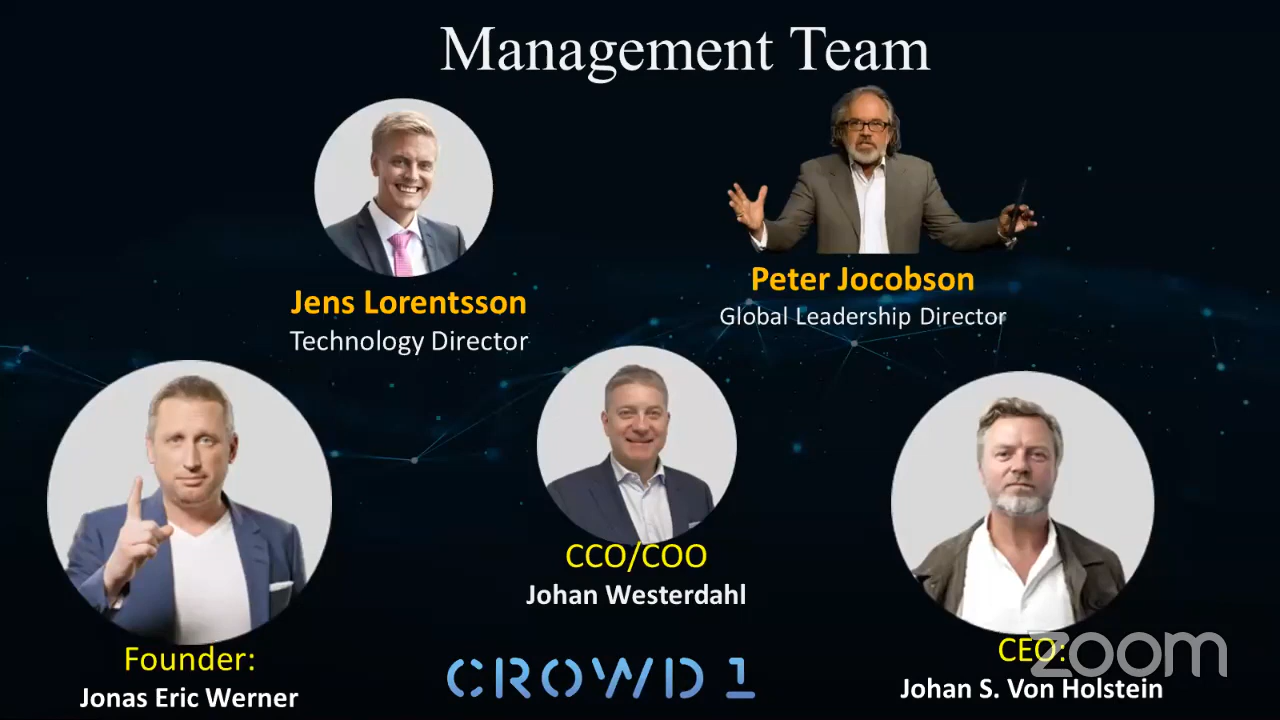 Management Team
Jens Lorentsson
Technology Director
Peter Jocobson
Global Leadership Director
CCO/COO
Johan Westerdahl
Founder:
Jonas Eric Werner
CROWD 1
CEO:
zoom
Johan S. Von Holstein